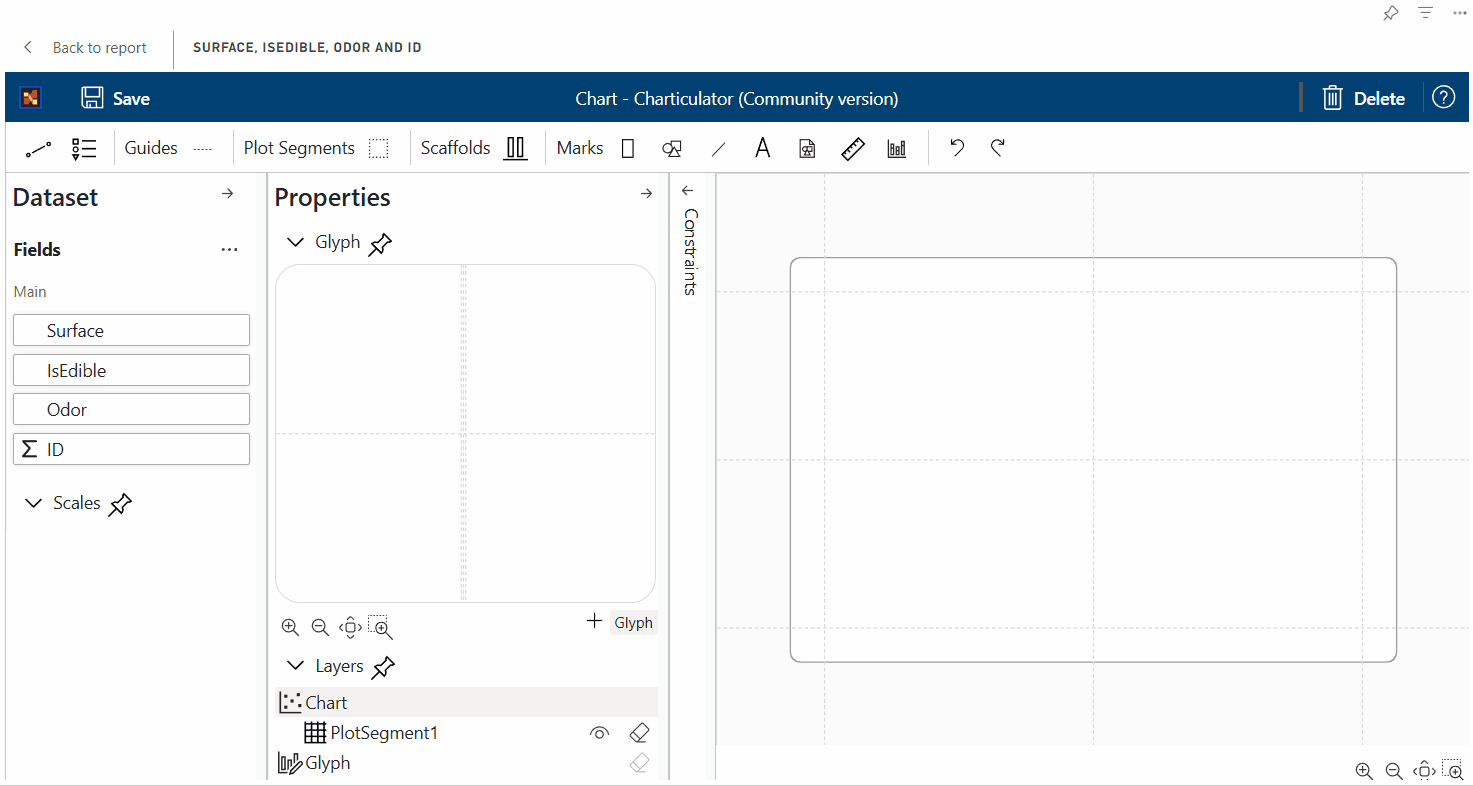 Back to report
SURFACE, ISEDIBLE, ODOR AND ID
Save
Chart - Charticulator (Community version)
Delete
Guides
Plot Segments
Scaffolds
Marks
Dataset
Fields
Main
Surface
IsEdible
Odor
Σ ID
Scales
Properties
Glyph
+ Glyph
Layers
Chart
PlotSegment1
Glyph
Constraints